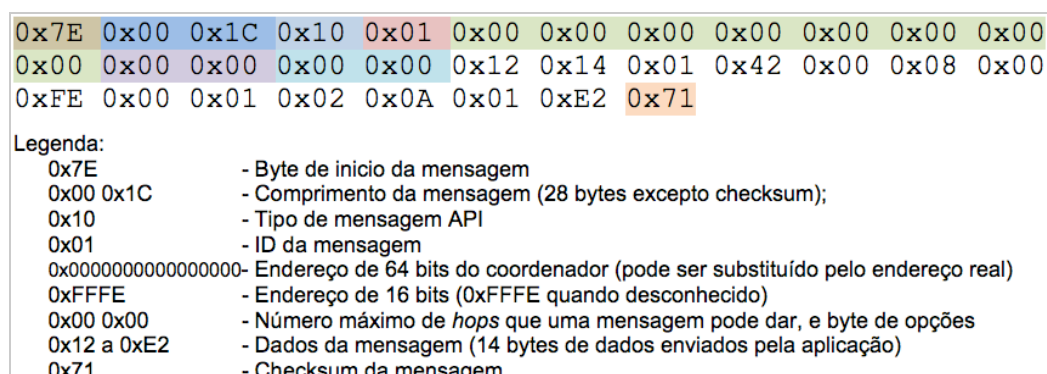 0x7E 0x00 0x1C 0x10 0x01 0x00 0x00 0x00 0x00 0x00 0x00 0x00
0x00 0x00 0x00 0x00 0x00 0x12 0x14 0x01 0x42 0x00 0x08 0x00
0xFE 0x00 0x01 0x02 0x0A 0x01 0xE2 0x71
Legenda:
0x7E - Byte de inicio da mensagem
0x00 0x1C - Comprimento da mensagem (28 bytes excepto checksum);
0x10 - Tipo de mensagem API
0x01 - ID da mensagem
0x0000000000000000- Endereço de 64 bits do coordenador (pode ser substituído pelo endereço real)
0xFFFE - Endereço de 16 bits (0xFFFE quando desconhecido)
0x00 0x00 - Número máximo de hops que uma mensagem pode dar, e byte de opções
0x12 a 0xE2 - Dados da mensagem (14 bytes de dados enviados pela aplicação)
0x71 - Checksum da mensagem